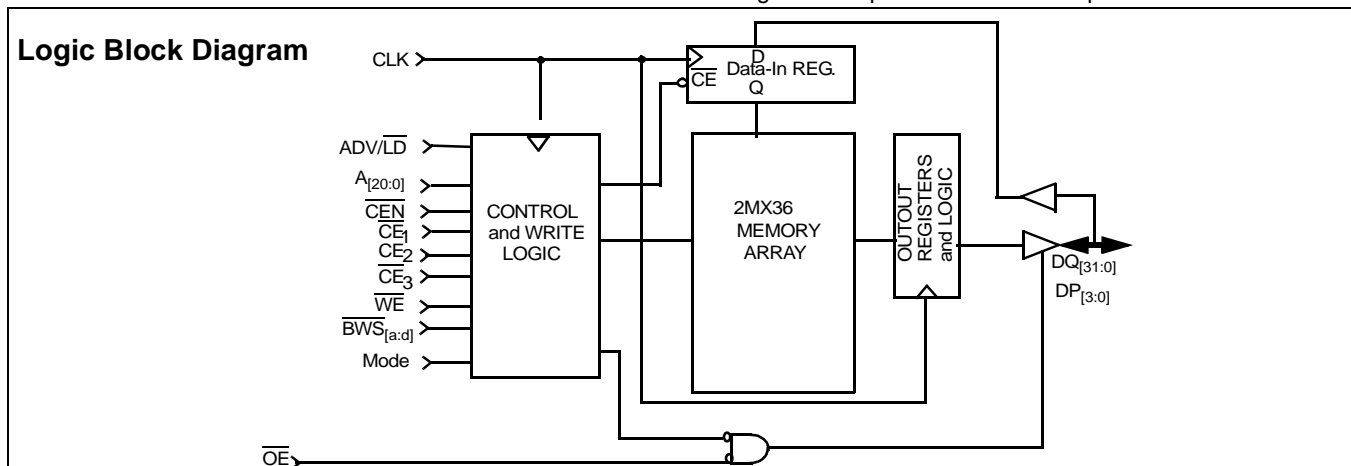 Logic Block Diagram
CLK
D
CE
Data-In REG.
Q
ADV/LD
A[20:0]
CEN
CE1
CE2
CE3
WE
BWS[a:d]
Mode
CONTROL
and WRITE
LOGIC
2MX36
MEMORY
ARRAY
OUTOUT
REGISTERS
and LOGIC
DQ[31:0]
DP[3:0]
OE